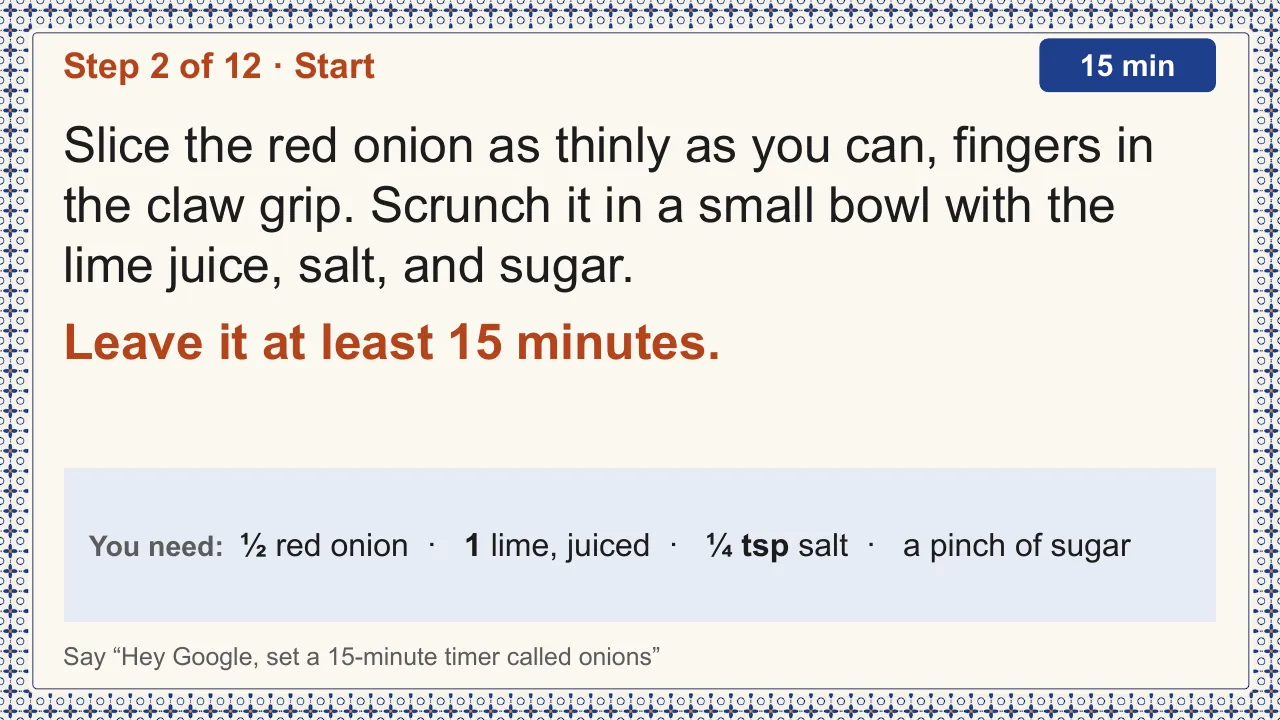 Step 2 of 12 · Start
15 min
Slice the red onion as thinly as you can, fingers in
the claw grip. Scrunch it in a small bowl with the
lime juice, salt, and sugar.
Leave it at least 15 minutes.
You need: ½ red onion · 1 lime, juiced · ¼ tsp salt · a pinch of sugar
Say “Hey Google, set a 15-minute timer called onions”